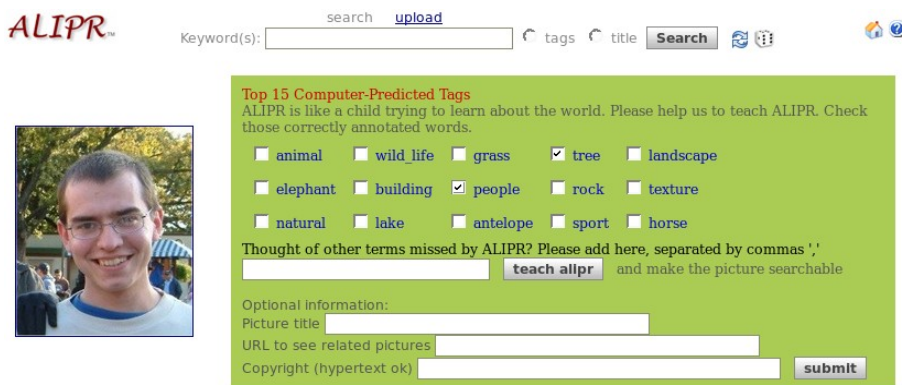 ALIPR™
search upload
Keyword(s): tags title Search
Top 15 Computer-Predicted Tags
ALIPR is like a child trying to learn about the world. Please help us to teach ALIPR. Check
those correctly annotated words.
animal wild_life grass tree landscape
elephant building people rock texture
natural lake antelope sport horse
Thought of other terms missed by ALIPR? Please add here, separated by commas ','
teach alipr and make the picture searchable
Optional information:
Picture title
URL to see related pictures
Copyright (hypertext ok) submit